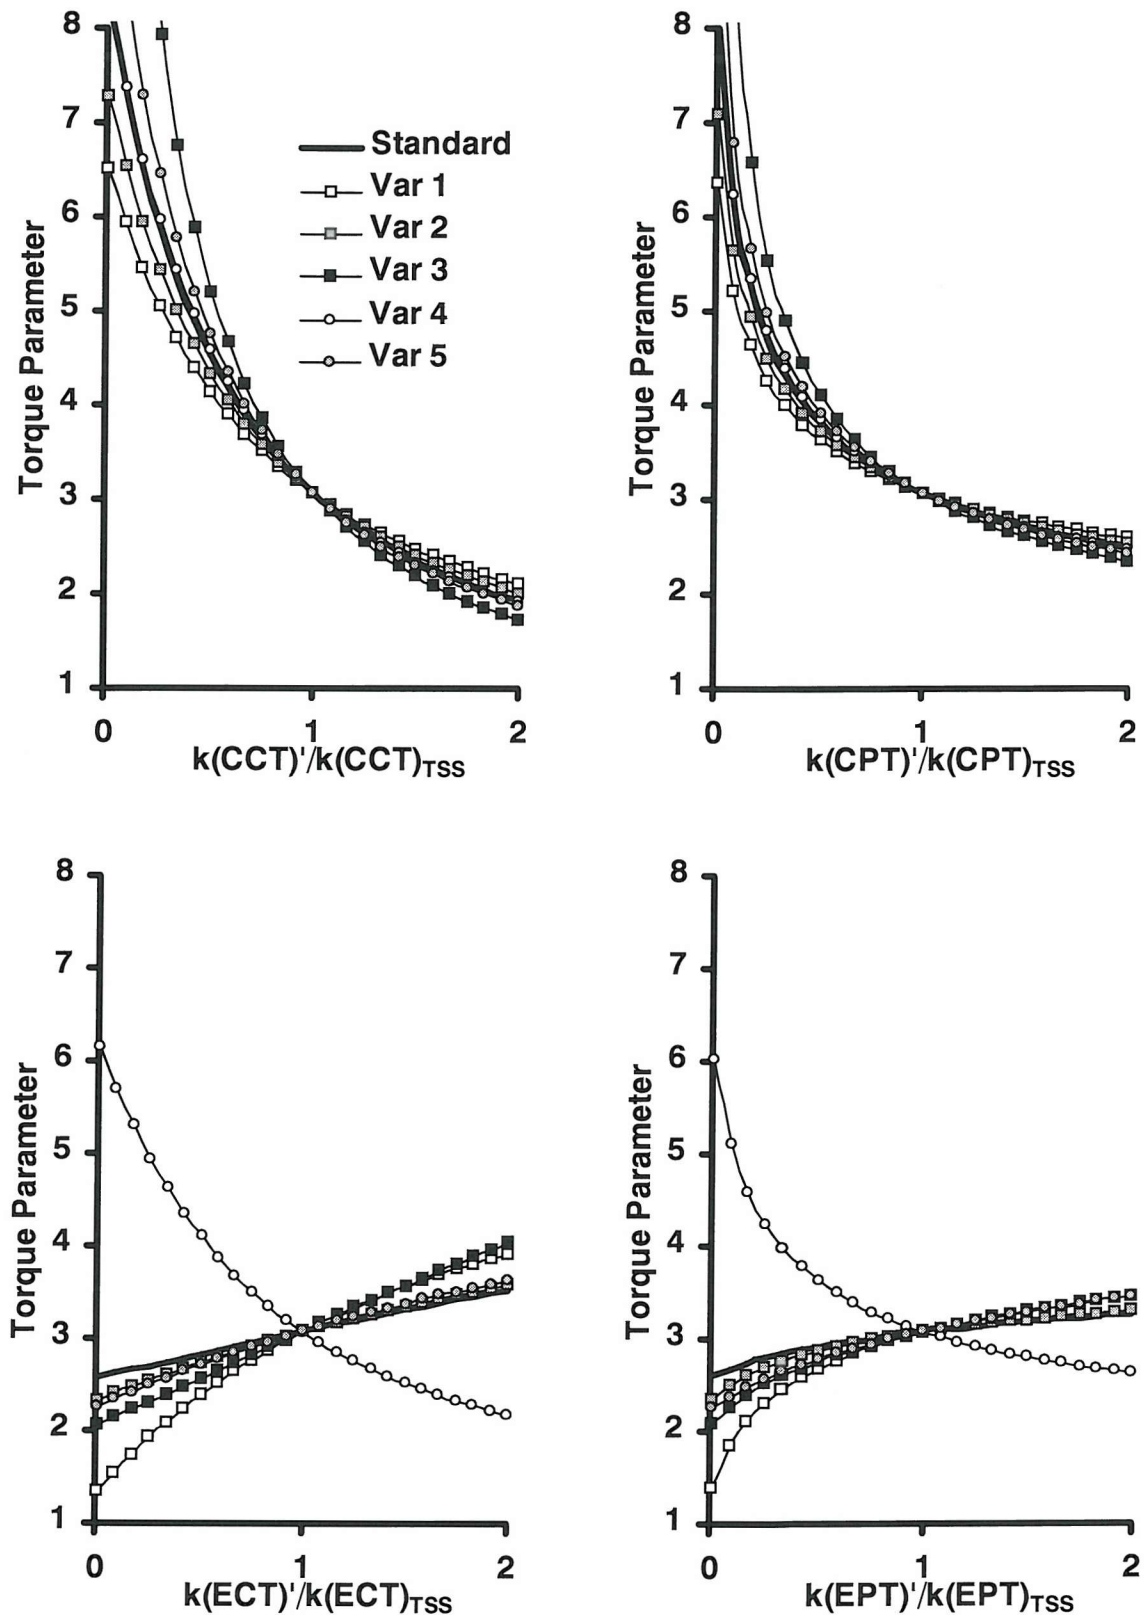 8
7
6
5
4
3
2
1
Torque Parameter
0 1 2
k(CCT)'/k(CCT)TSS
Standard
Var 1
Var 2
Var 3
Var 4
Var 5
8
7
6
5
4
3
2
1
Torque Parameter
0 1 2
k(CPT)'/k(CPT)TSS
8
7
6
5
4
3
2
1
Torque Parameter
0 1 2
k(ECT)'/k(ECT)TSS
8
7
6
5
4
3
2
1
Torque Parameter
0 1 2
k(EPT)'/k(EPT)TSS